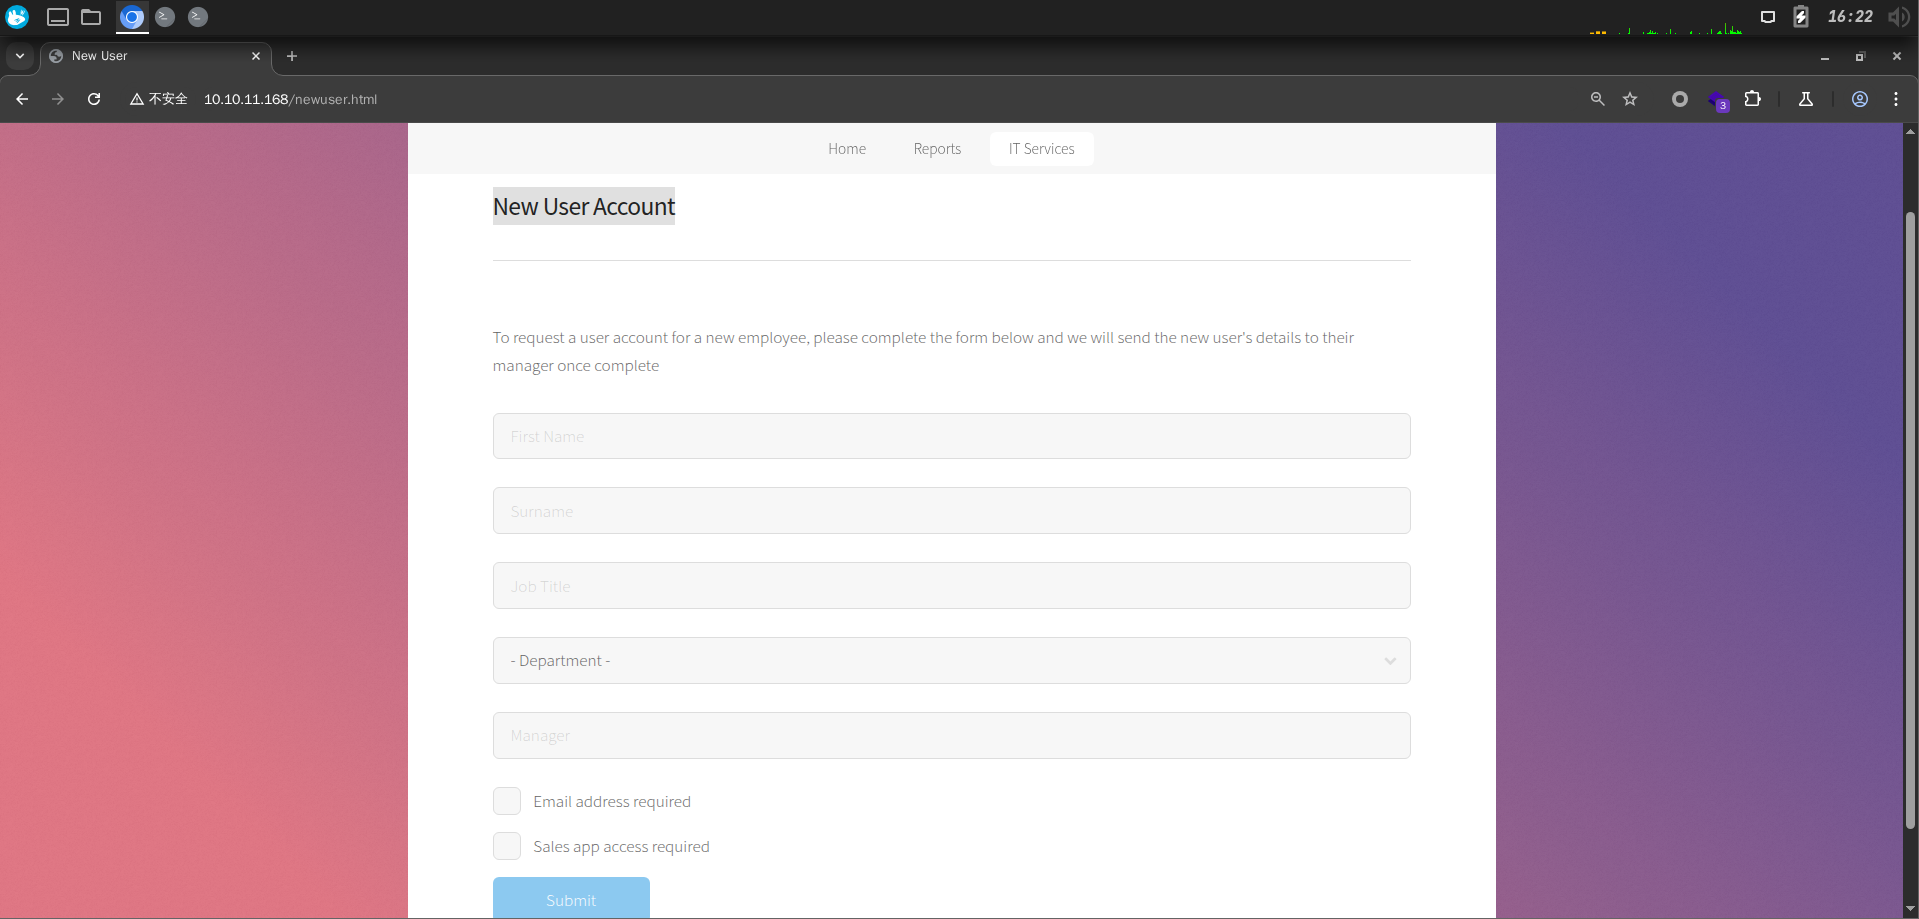 16:22
New User
不安全 10.10.11.168/newuser.html
3
Home Reports IT Services
New User Account
To request a user account for a new employee, please complete the form below and we will send the new user's details to their
manager once complete
First Name
Surname
Job Title
- Department -
Manager
Email address required
Sales app access required
Submit